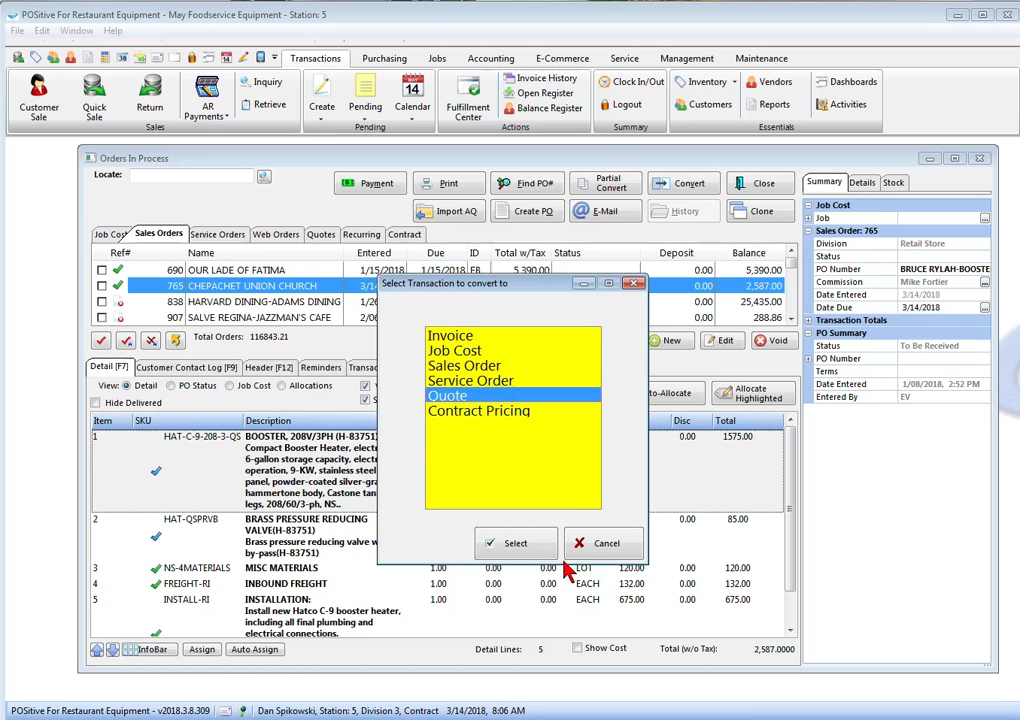 POSitive For Restaurant Equipment - May Foodservice Equipment - Station: 5
File Edit Window Help
Transactions Purchasing Jobs Accounting E-Commerce Service Management Maintenance
Customer Sale Quick Sale Return AR Payments Inquiry Retrieve Create Pending Calendar Fulfillment Center Invoice History Open Register Balance Register Clock In/Out Logout Inventory Customers Vendors Reports Dashboards Activities
MAY 14
Sales Pending Actions Summary Essentials
Orders In Process
Locate: Payment Print Find PO# Partial Convert Convert Close Summary Details Stock
Import AQ Create PO E-Mail History Clone
Job Cost Sales Orders Service Orders Web Orders Quotes Recurring Contract
Ref# Name Entered Due ID Total w/Tax Status Deposit Balance
690 OUR LADE OF FATIMA 1/15/2018 1/15/2018 FB 5,390.00 0.00 5,390.00
765 CHEPACHET UNION CHURCH 3/14 0.00 2,587.00
838 HARVARD DINING-ADAMS DINING 1/26 0.00 25,435.00
907 SALVE REGINA-JAZZMAN'S CAFE 1/ 0.00 288.86
Total Orders: 116843.21 New Edit Void
Detail [F7] Customer Contact Log [F9] Header [F12] Reminders Transac
View: Detail PO Status Job Cost Allocations
Hide Delivered
to-Allocate Allocate Highlighted
Item SKU Description Disc Total
1 HAT-C-9-208-3-QS BOOSTER, 208V/3PH (H-83751) 0.00 1575.00
Compact Booster Heater, electr
6-gallon storage capacity, electr
operation, 9-KW, stainless steel
panel, powder-coated silver-gra
hammertone body, Castone tan
legs, 208/60/3-ph, NS..
2 HAT-QSPRVB BRASS PRESSURE REDUCING 0.00 85.00
VALVE(H-83751)
Brass pressure reducing valve w
by-pass(H-83751)
3 NS-4MATERIALS MISC MATERIALS 1.00 0.00 0.00 LOT 120.00 0.00 120.00
4 FREIGHT-RI INBOUND FREIGHT 1.00 0.00 0.00 EACH 132.00 0.00 132.00
5 INSTALL-RI INSTALLATION: 1.00 0.00 0.00 EACH 675.00 0.00 675.00
Install new Hatco C-9 booster heater,
including all final plumbing and
electrical connections.
InfoBar Assign Auto Assign Detail Lines: 5 Show Cost Total (w/o Tax): 2,587.0000
Select Transaction to convert to
Invoice
Job Cost
Sales Order
Service Order
Quote
Contract Pricing
Select Cancel
Job Cost
Job
Sales Order: 765
Division Retail Store
Status
PO Number BRUCE RYLAH-BOOSTE
Commission Mike Fortier
Date Entered 3/14/2018
Date Due 3/14/2018
Transaction Totals
PO Summary
Status To Be Received
PO Number
Terms
Date Entered 1/08/2018, 2:52 PM
Entered By EV
POSitive For Restaurant Equipment - v2018.3.8.309 Dan Spikowski, Station: 5, Division 3, Contract 3/14/2018, 8:06 AM